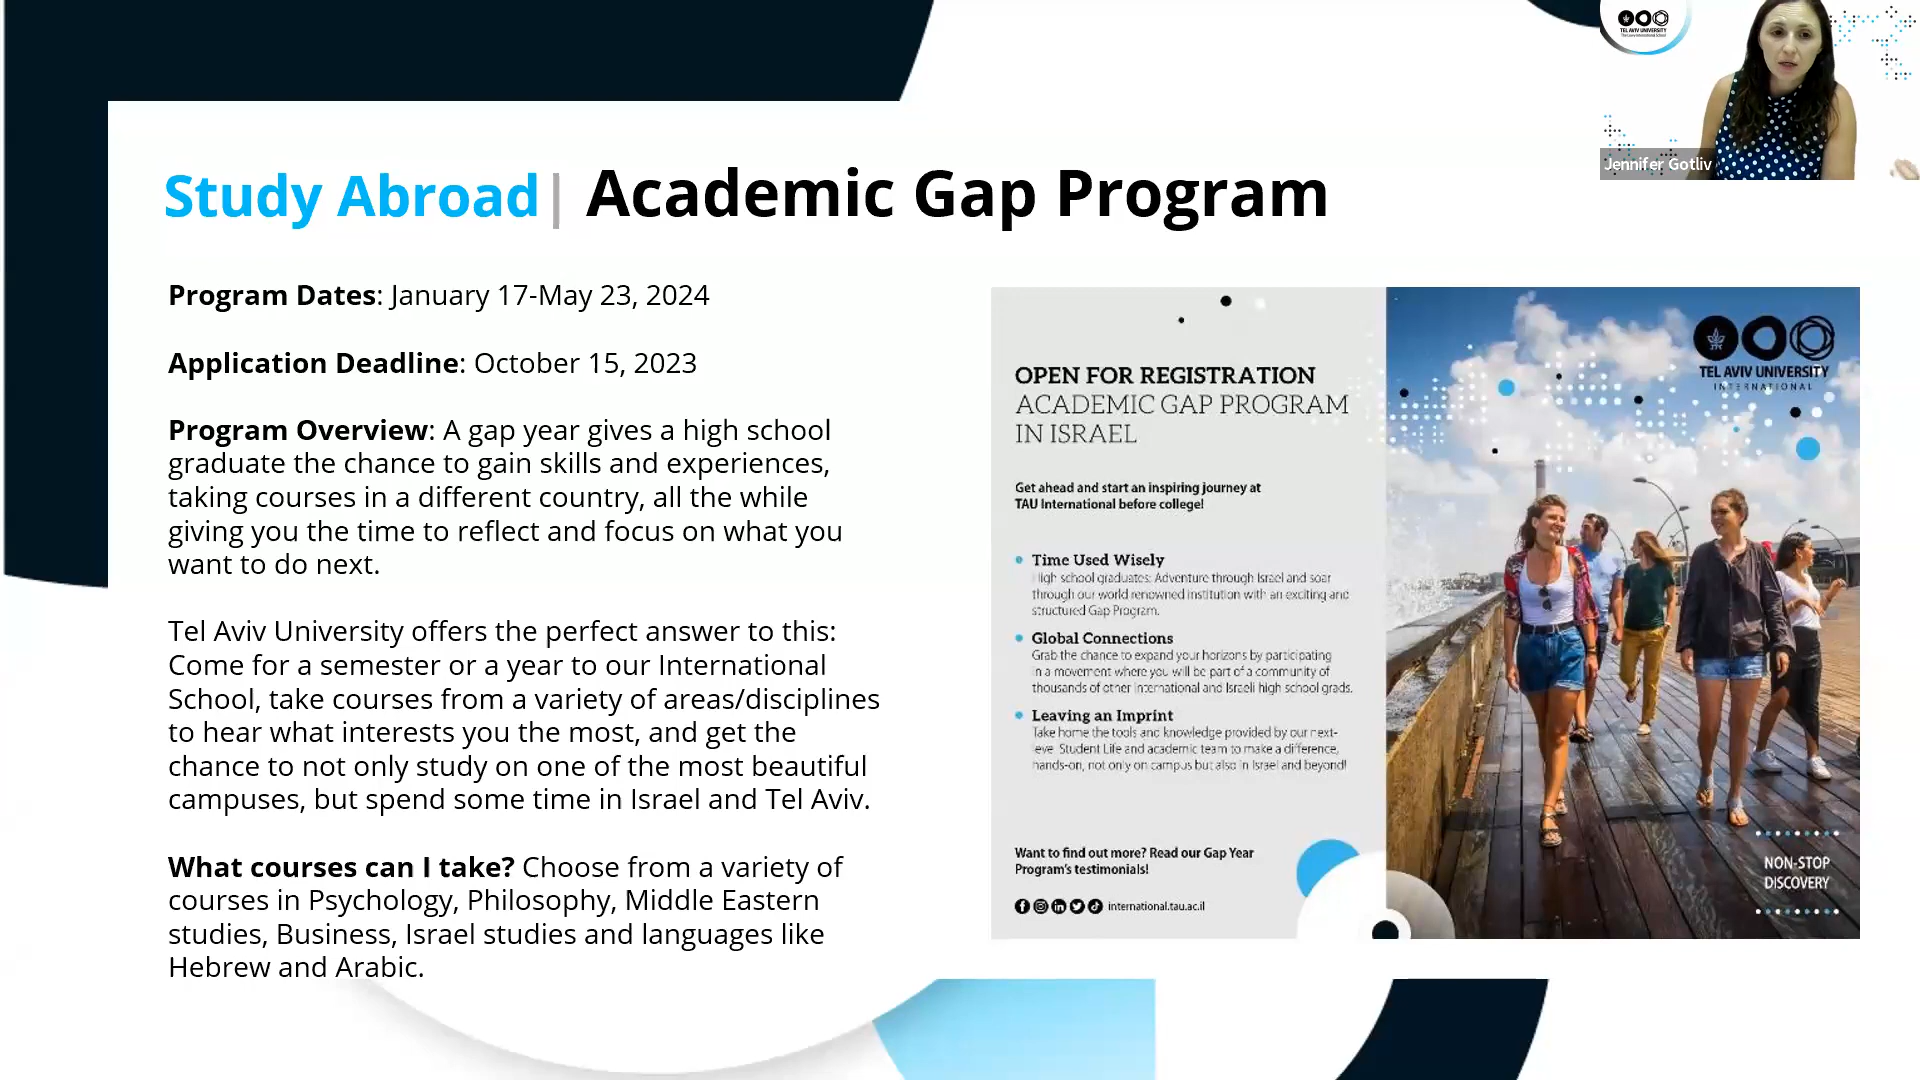 TEL AVIV UNIVERSITY
Jennifer Gotliv
Study Abroad| Academic Gap Program
Program Dates: January 17-May 23, 2024
Application Deadline: October 15, 2023
Program Overview: A gap year gives a high school
graduate the chance to gain skills and experiences,
taking courses in a different country, all the while
giving you the time to reflect and focus on what you
want to do next.
Tel Aviv University offers the perfect answer to this:
Come for a semester or a year to our International
School, take courses from a variety of areas/disciplines
to hear what interests you the most, and get the
chance to not only study on one of the most beautiful
campuses, but spend some time in Israel and Tel Aviv.
What courses can I take? Choose from a variety of
courses in Psychology, Philosophy, Middle Eastern
studies, Business, Israel studies and languages like
Hebrew and Arabic.
OPEN FOR REGISTRATION
ACADEMIC GAP PROGRAM
IN ISRAEL
Get ahead and start an inspiring journey at
TAU International before college!
Time Used Wisely
High school graduates: Adventure through Israel and soar
through our world renowned institution with an exciting and
structured Gap Program.
Global Connections
Grab the chance to expand your horizons by participating
in a movement where you will be part of a community of
thousands of other international and Israeli high school grads.
Leaving an Imprint
Take home the tools and knowledge provided by our next-
level Student Life and academic team to make a difference,
hands-on, not only on campus but also in Israel and beyond!
Want to find out more? Read our Gap Year
Program's testimonials!
international.tau.ac.il
TEL AVIV UNIVERSITY
INTERNATIONAL
NON-STOP
DISCOVERY